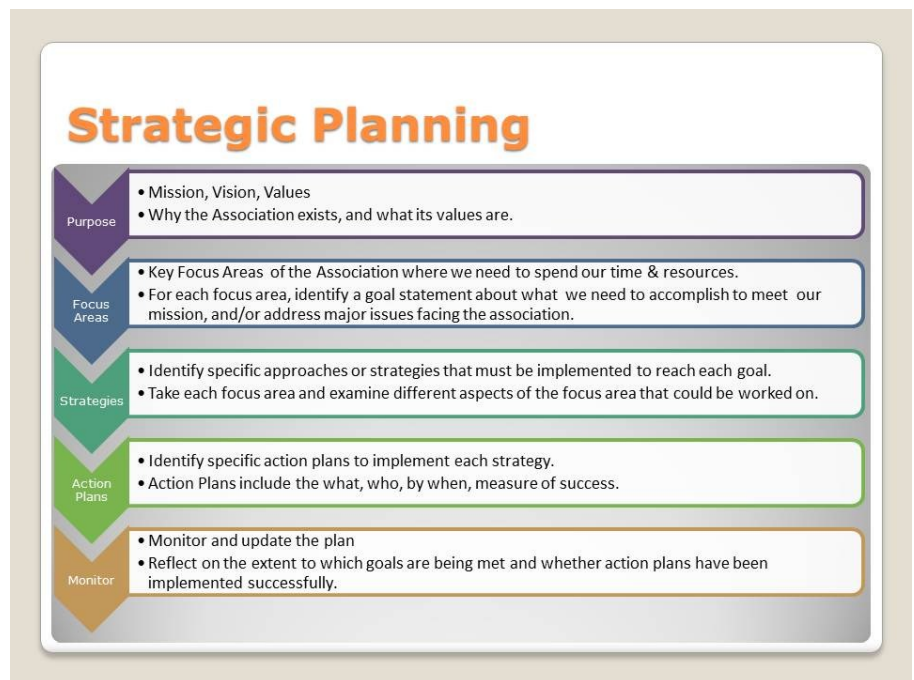 Strategic Planning
Purpose
• Mission, Vision, Values
• Why the Association exists, and what its values are.
Focus
Areas
• Key Focus Areas of the Association where we need to spend our time & resources.
• For each focus area, identify a goal statement about what we need to accomplish to meet our
mission, and/or address major issues facing the association.
Strategies
• Identify specific approaches or strategies that must be implemented to reach each goal.
• Take each focus area and examine different aspects of the focus area that could be worked on.
Action
Plans
• Identify specific action plans to implement each strategy.
• Action Plans include the what, who, by when, measure of success.
Monitor
• Monitor and update the plan
• Reflect on the extent to which goals are being met and whether action plans have been
implemented successfully.